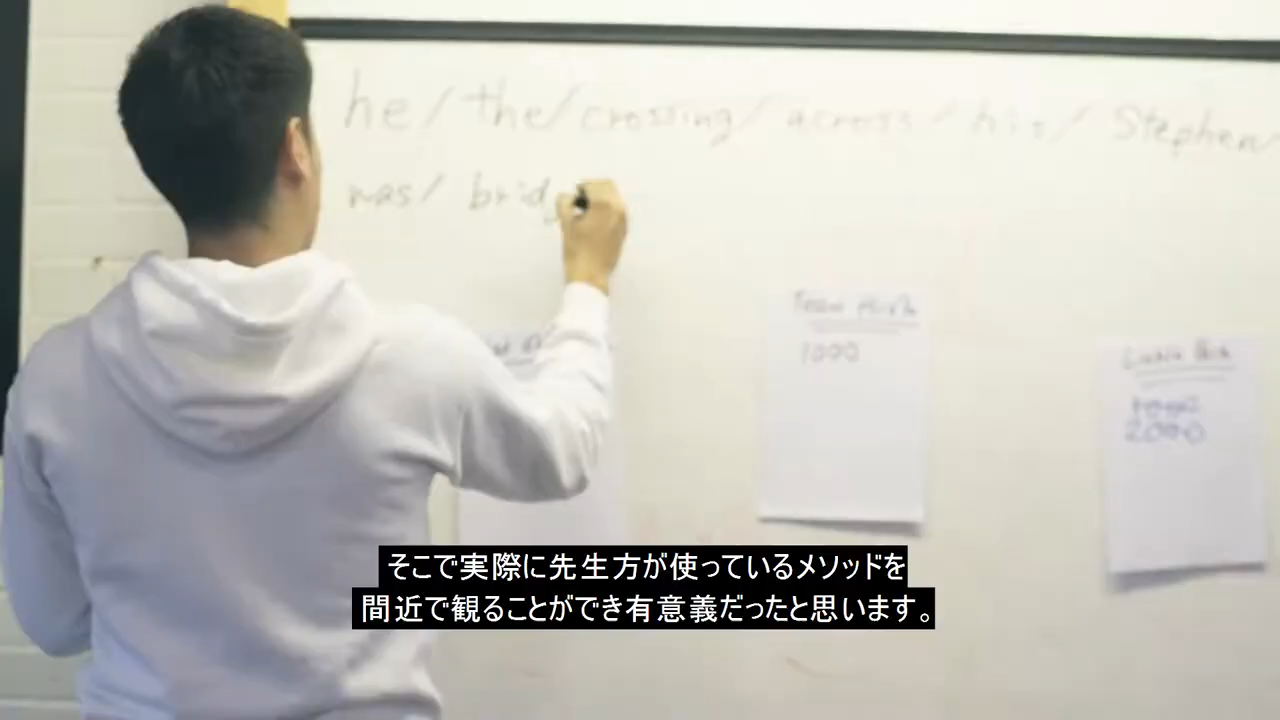 he / the / crossing / across / his / Stephen
was / brid
1000
2000
そこで実際に先生方が使っているメソッドを
間近で観ることができ有意義だったと思います。